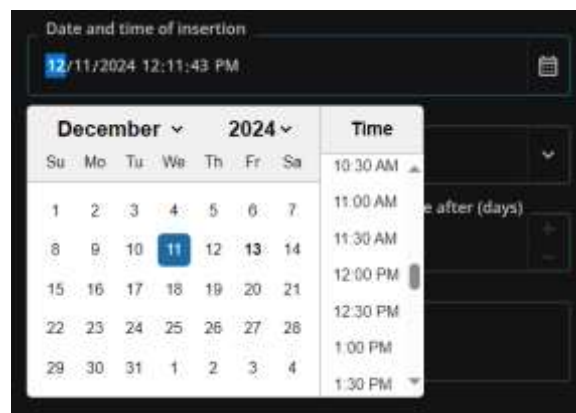 Date and time of insertion
12/11/2024 12:11:43 PM
December 2024 Time
Su Mo Tu We Th Fr Sa
10:30 AM
1 2 3 4 5 6 7
11:00 AM
e after (days)
8 9 10 11 12 13 14
11:30 AM
12:00 PM
15 16 17 18 19 20 21
12:30 PM
22 23 24 25 26 27 28
1:00 PM
29 30 31 1 2 3 4
1:30 PM